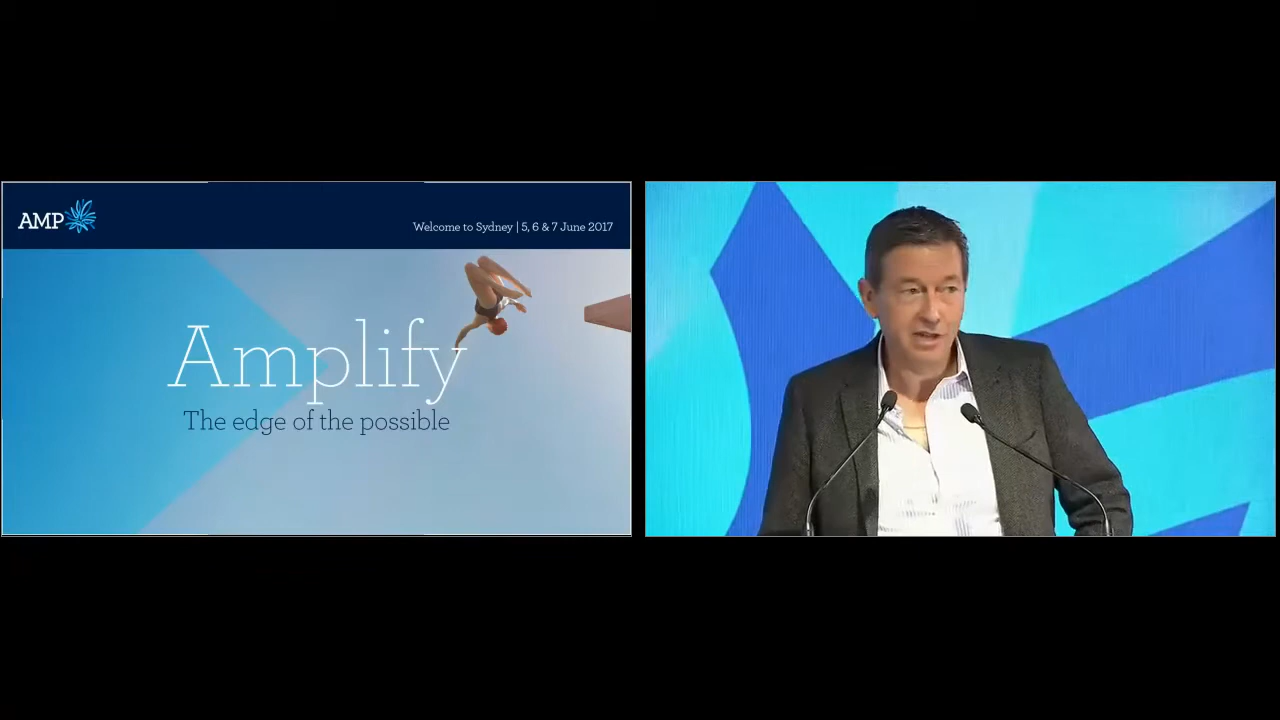 AMP
Welcome to Sydney | 5, 6 & 7 June 2017
Amplify
The edge of the possible